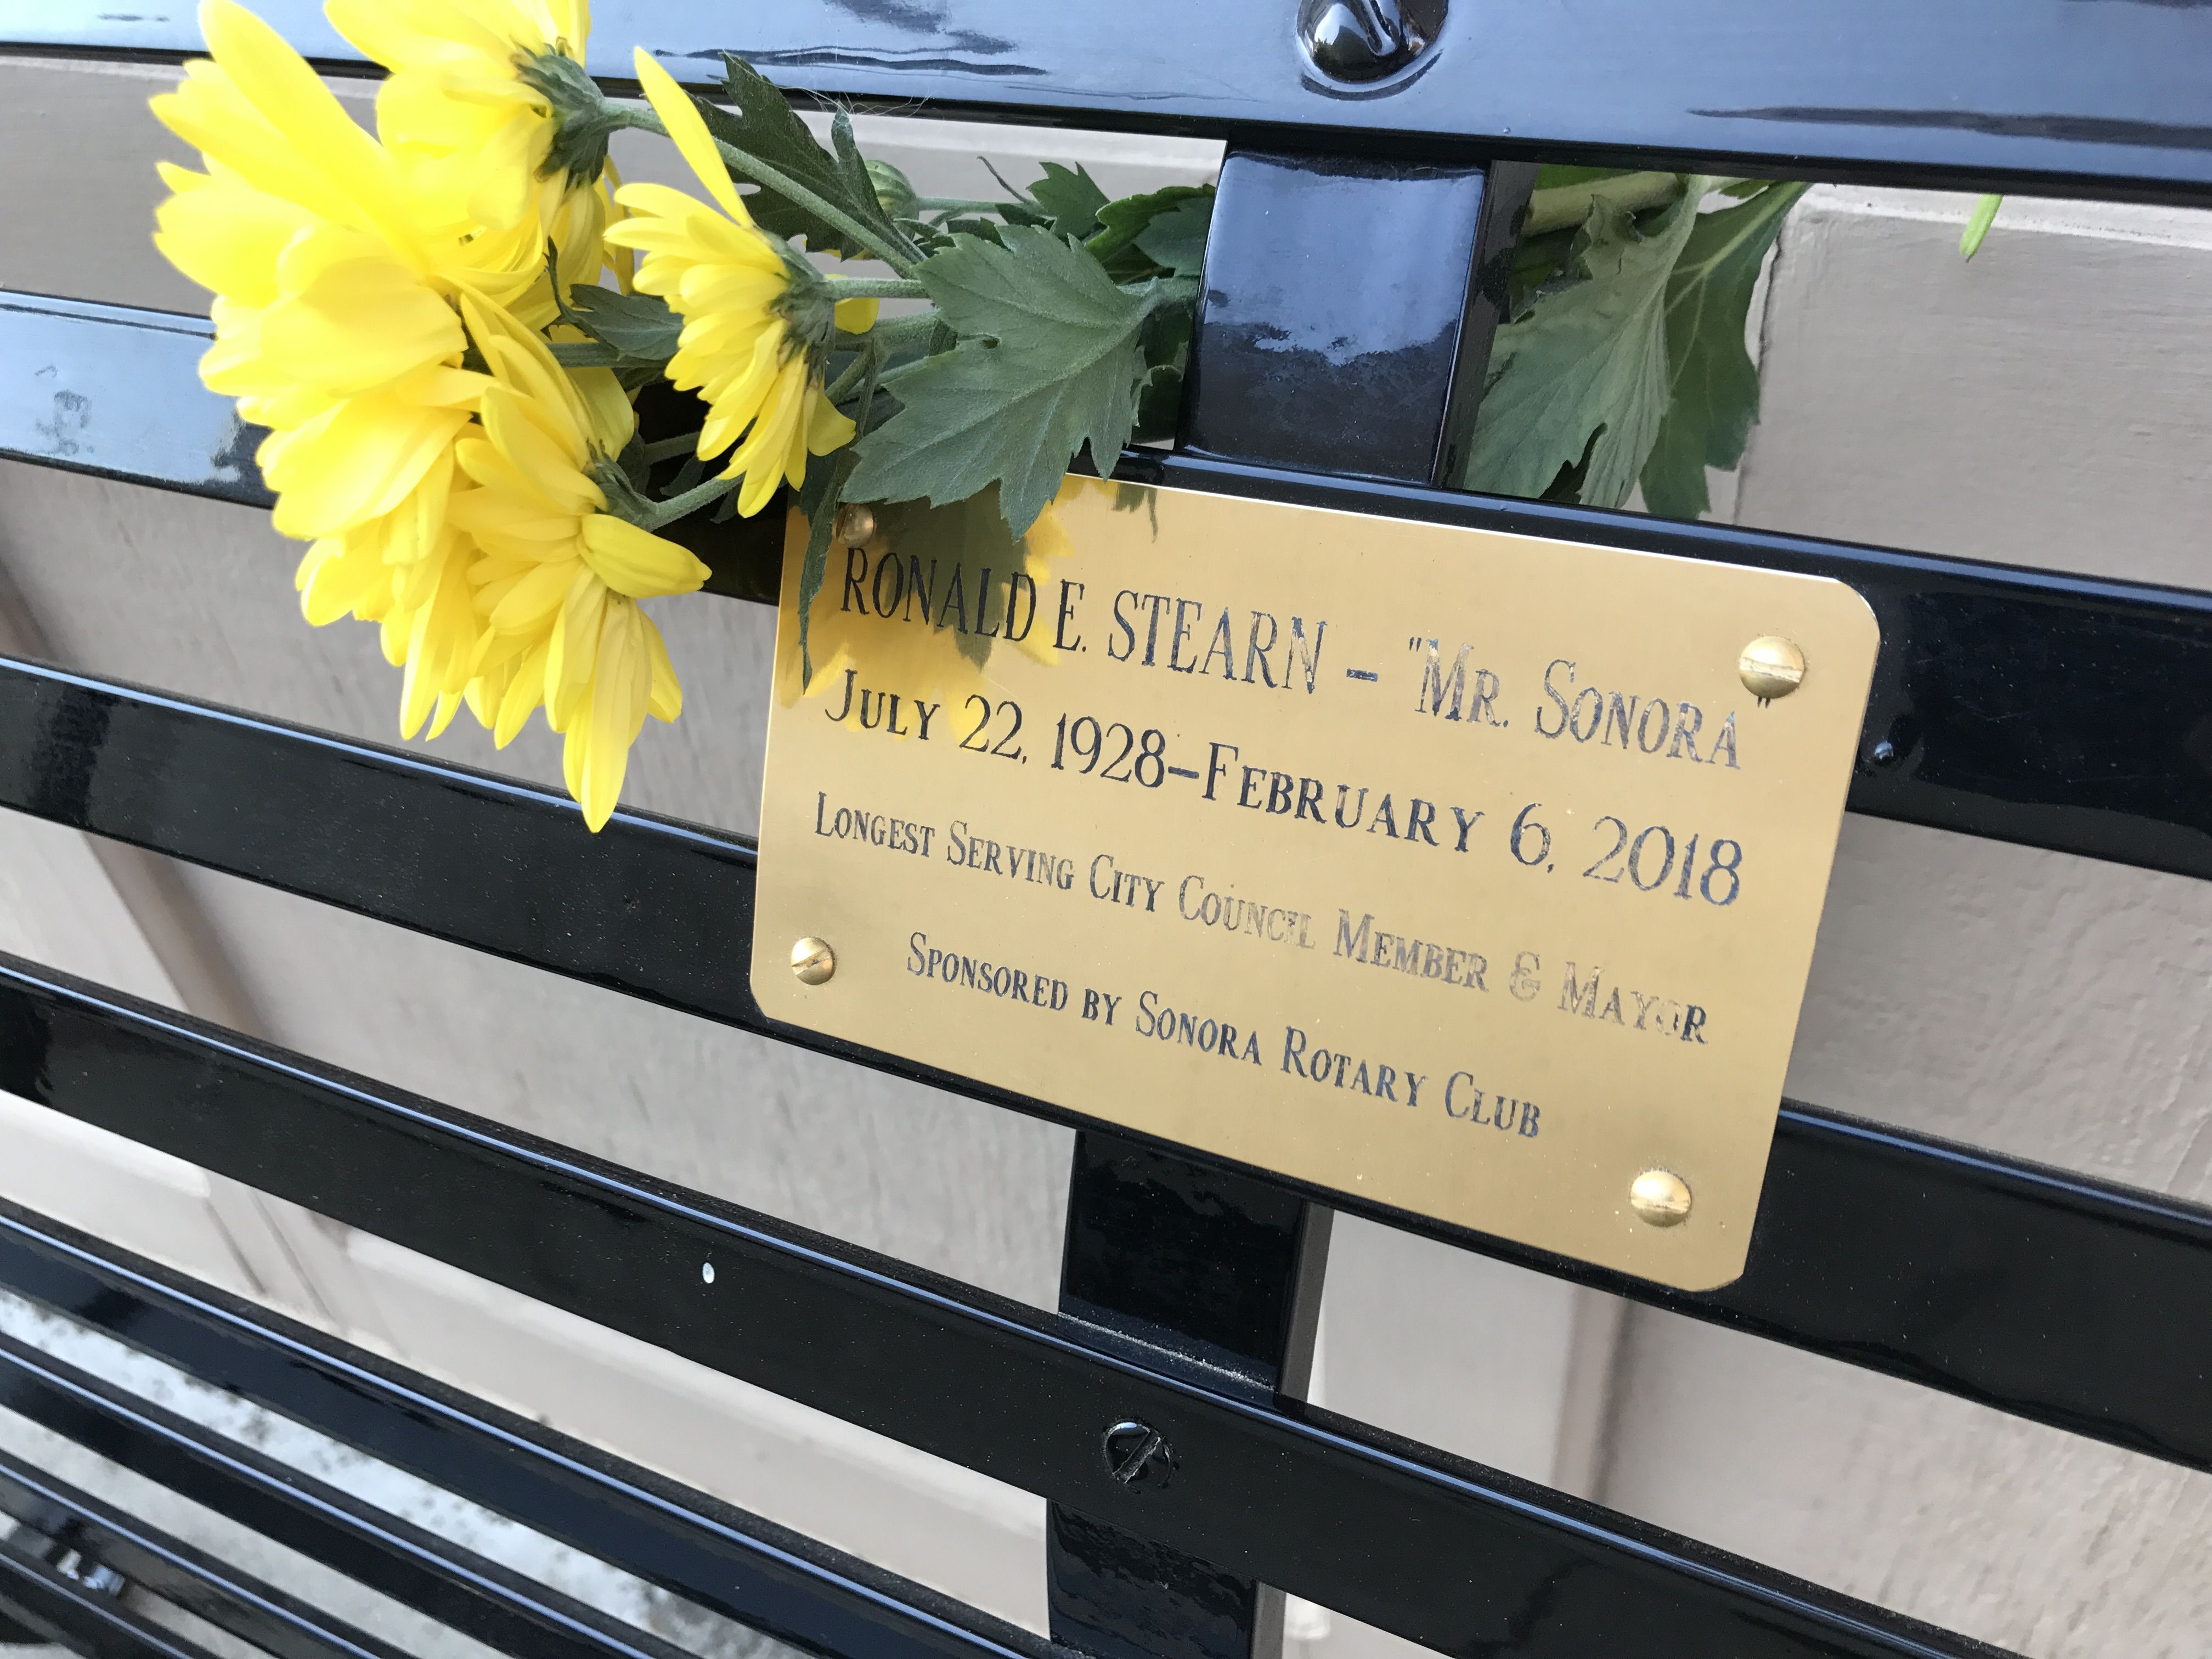 RONALD E. STEARN – "MR. SONORA"
JULY 22, 1928–FEBRUARY 6, 2018
LONGEST SERVING CITY COUNCIL MEMBER & MAYOR
SPONSORED BY SONORA ROTARY CLUB